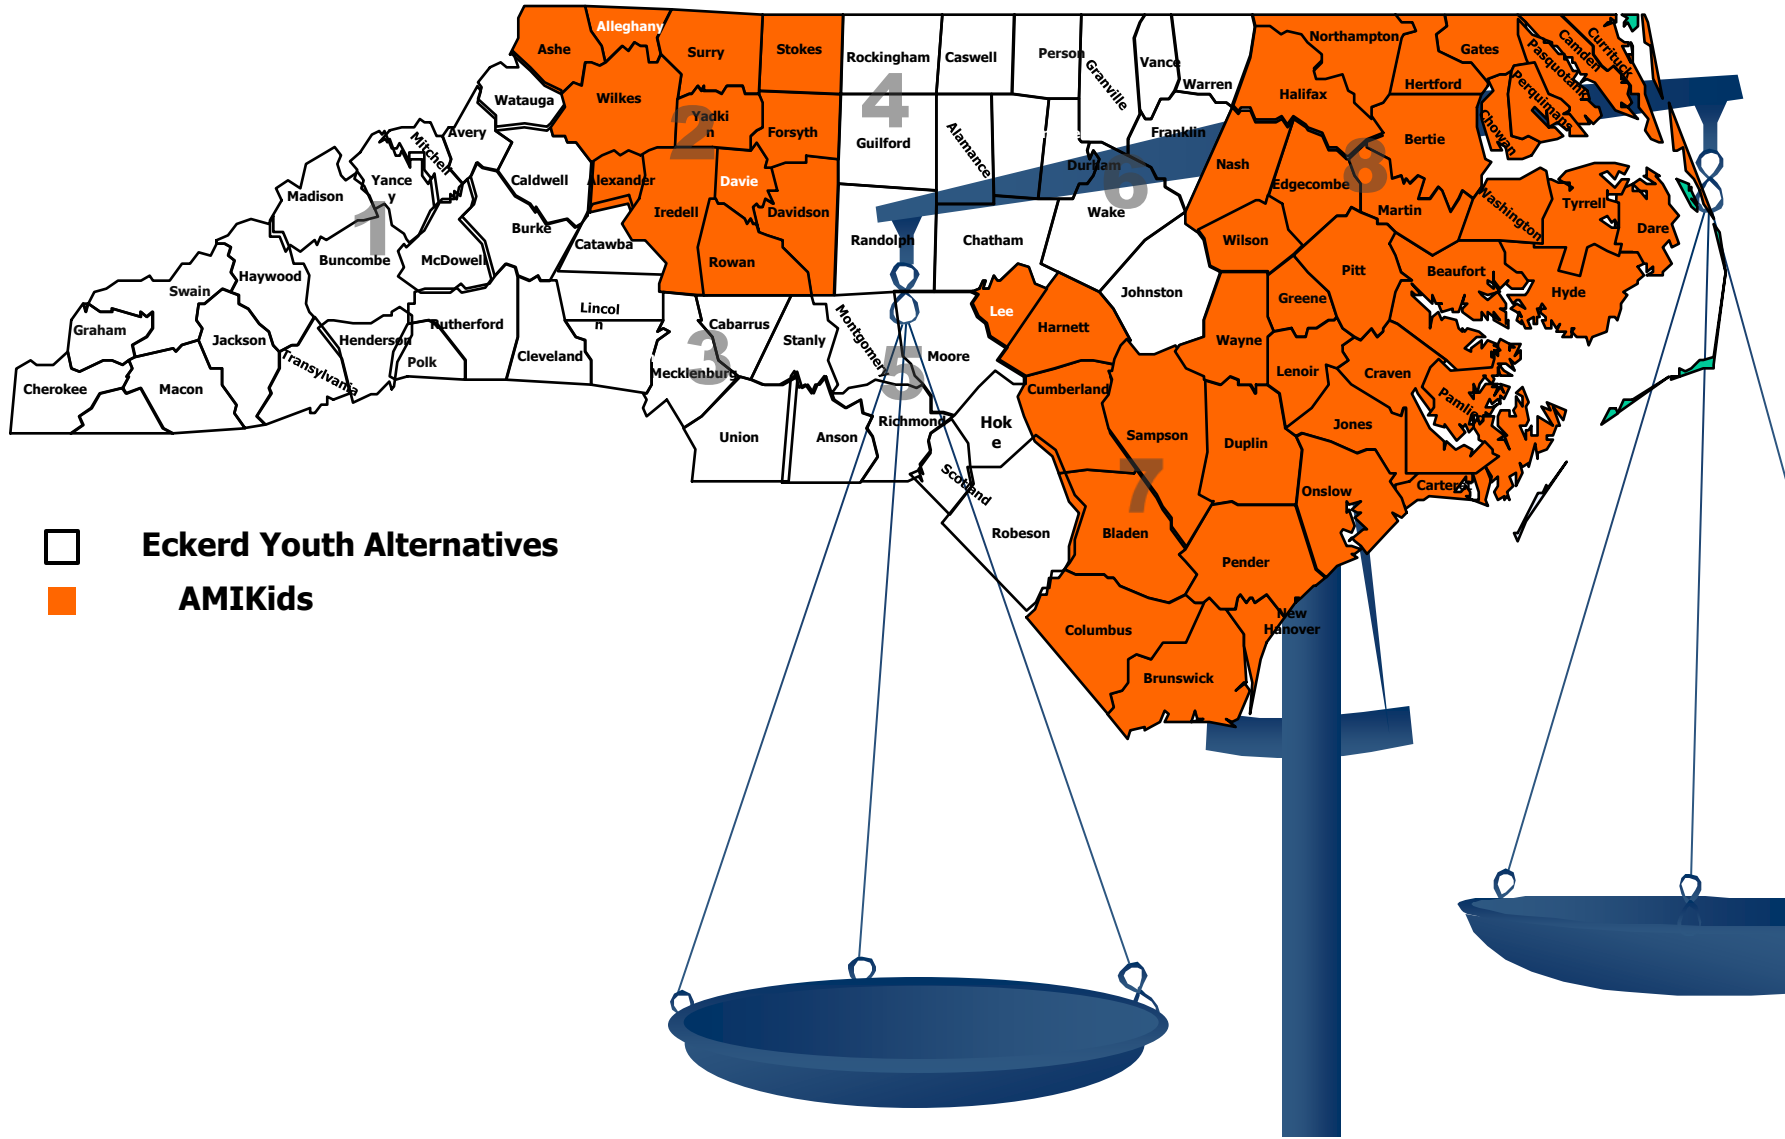 Alleghany
Ashe
Surry
Stokes
Rockingham
Caswell
Person
Granville
Vance
Warren
Northampton
Gates
Camden
Currituck
Pasquotank
Perquimans
Chowan
Hertford
Halifax
Bertie
Watauga
Wilkes
Yadki
n
Forsyth
Guilford
Alamance
Durham
Franklin
Nash
Edgecombe
Martin
Washington
Tyrrell
Dare
Avery
Mitchell
Yance
y
Madison
Caldwell
Alexander
Davie
Iredell
Davidson
Randolph
Chatham
Wake
Wilson
Pitt
Beaufort
Hyde
Burke
Catawba
Rowan
Buncombe
McDowell
Haywood
Swain
Graham
Jackson
Henderson
Transylvania
Polk
Rutherford
Cleveland
Lincol
n
Cherokee
Macon
Mecklenburg
Cabarrus
Stanly
Montgomery
Moore
Lee
Harnett
Johnston
Greene
Wayne
Lenoir
Craven
Pamlic
Jones
Carteret
Onslow
Duplin
Sampson
Cumberland
Hok
e
Richmond
Scotland
Anson
Union
Robeson
Bladen
Pender
New
Hanover
Columbus
Brunswick
1
2
3
4
5
6
7
8
Eckerd Youth Alternatives
AMIKids